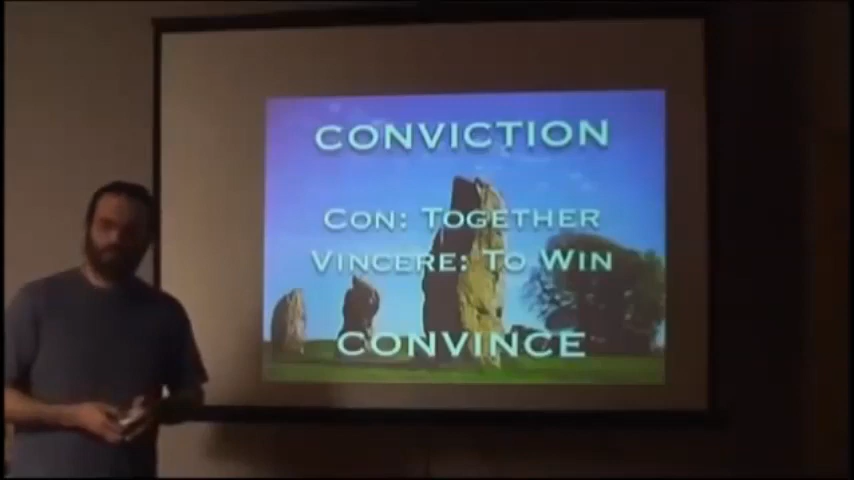 CONVICTION
CON: TOGETHER
VINCERE: TO WIN
CONVINCE